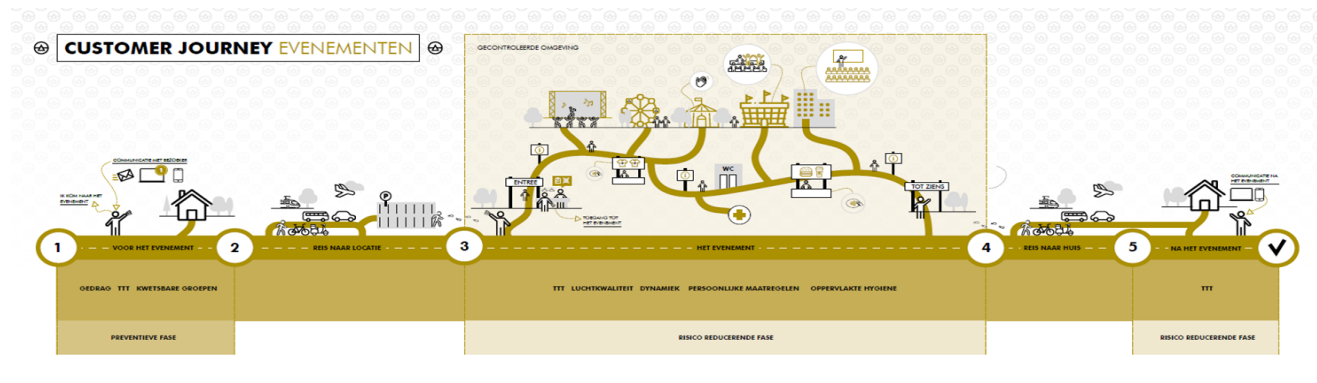 CUSTOMER JOURNEY EVENEMENTEN
GECONTROLEERDE OMGEVING
COMMUNICATIE MET BEZOEKER
IK KOM NAAR HET
EVENEMENT
P
ENTREE
TOEGANG TOT
HET EVENEMENT
WC
TOT ZIENS
COMMUNICATIE NA
HET EVENEMENT
1 VOOR HET EVENEMENT 2 REIS NAAR LOCATIE 3 HET EVENEMENT 4 REIS NAAR HUIS 5 NA HET EVENEMENT
GEDRAG TTT KWETSBARE GROEPEN
TTT LUCHTKWALITEIT DYNAMIEK PERSOONLIJKE MAATREGELEN OPPERVLAKTE HYGIENE
TTT
PREVENTIEVE FASE
RISICO REDUCERENDE FASE
RISICO REDUCERENDE FASE